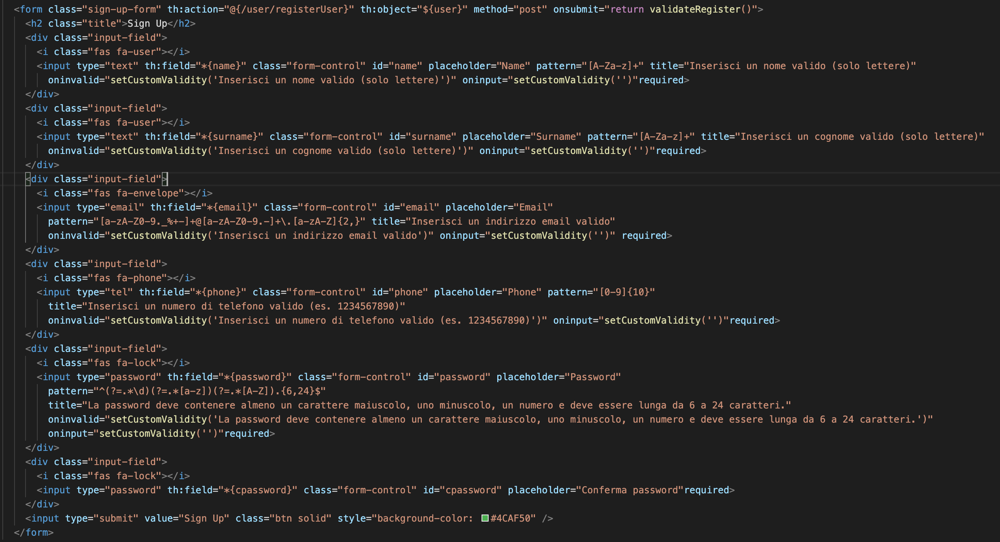 <form class="sign-up-form" th:action="@{/user/registerUser}" th:object="${user}" method="post" onsubmit="return validateRegister()">
<h2 class="title">Sign Up</h2>
<div class="input-field">
<i class="fas fa-user"></i>
<input type="text" th:field="*{name}" class="form-control" id="name" placeholder="Name" pattern="[A-Za-z]+" title="Inserisci un nome valido (solo lettere)"
oninvalid="setCustomValidity('Inserisci un nome valido (solo lettere)')" oninput="setCustomValidity('')"required>
</div>
<div class="input-field">
<i class="fas fa-user"></i>
<input type="text" th:field="*{surname}" class="form-control" id="surname" placeholder="Surname" pattern="[A-Za-z]+" title="Inserisci un cognome valido (solo lettere)"
oninvalid="setCustomValidity('Inserisci un cognome valido (solo lettere)')" oninput="setCustomValidity('')"required>
</div>
<div class="input-field">
<i class="fas fa-envelope"></i>
<input type="email" th:field="*{email}" class="form-control" id="email" placeholder="Email"
pattern="[a-zA-Z0-9._%+-]+@[a-zA-Z0-9.-]+\.[a-zA-Z]{2,}" title="Inserisci un indirizzo email valido"
oninvalid="setCustomValidity('Inserisci un indirizzo email valido')" oninput="setCustomValidity('')" required>
</div>
<div class="input-field">
<i class="fas fa-phone"></i>
<input type="tel" th:field="*{phone}" class="form-control" id="phone" placeholder="Phone" pattern="[0-9]{10}"
title="Inserisci un numero di telefono valido (es. 1234567890)"
oninvalid="setCustomValidity('Inserisci un numero di telefono valido (es. 1234567890)')" oninput="setCustomValidity('')"required>
</div>
<div class="input-field">
<i class="fas fa-lock"></i>
<input type="password" th:field="*{password}" class="form-control" id="password" placeholder="Password"
pattern="^(?=.*\d)(?=.*[a-z])(?=.*[A-Z]).{6,24}$"
title="La password deve contenere almeno un carattere maiuscolo, uno minuscolo, un numero e deve essere lunga da 6 a 24 caratteri."
oninvalid="setCustomValidity('La password deve contenere almeno un carattere maiuscolo, uno minuscolo, un numero e deve essere lunga da 6 a 24 caratteri.')"
oninput="setCustomValidity('')"required>
</div>
<div class="input-field">
<i class="fas fa-lock"></i>
<input type="password" th:field="*{cpassword}" class="form-control" id="cpassword" placeholder="Conferma password"required>
</div>
<input type="submit" value="Sign Up" class="btn solid" style="background-color: #4CAF50" />
</form>